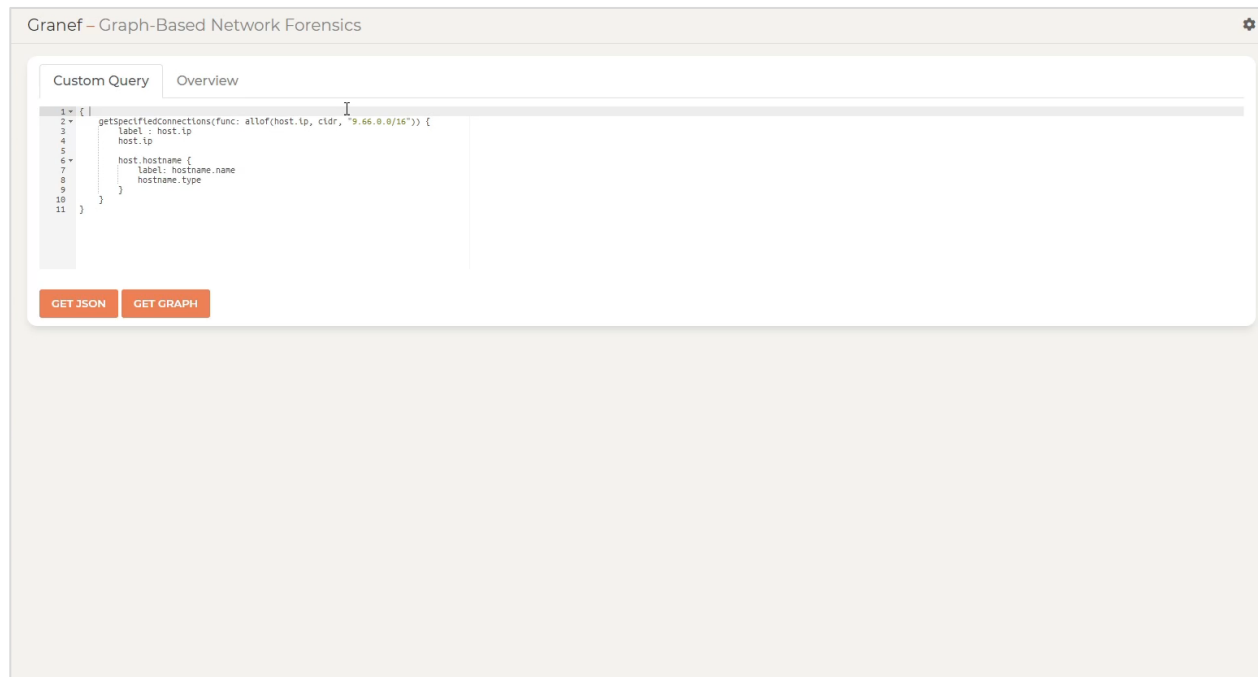 Granef – Graph-Based Network Forensics
Custom Query Overview
1 {
2 getSpecifiedConnections(func: allof(host.ip, cidr, "9.66.0.0/16")) {
3 label : host.ip
4 host.ip
5
6 host.hostname {
7 label: hostname.name
8 hostname.type
9 }
10 }
11 }
GET JSON GET GRAPH